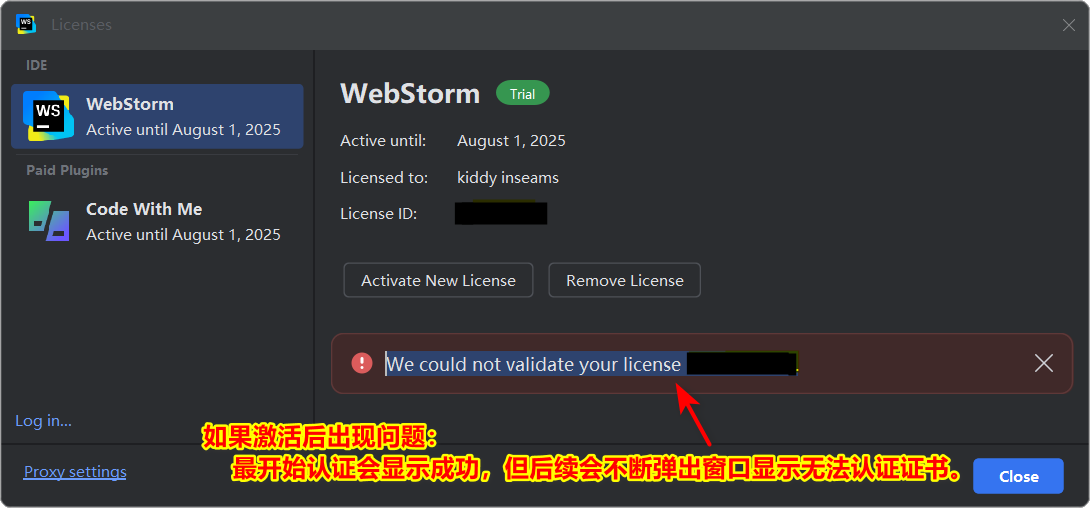 Licenses
IDE
WebStorm
Active until August 1, 2025
Paid Plugins
Code With Me
Active until August 1, 2025
Log in...
Proxy settings
WebStorm Trial
Active until: August 1, 2025
Licensed to: kiddy inseams
License ID:
Activate New License Remove License
We could not validate your license
如果激活后出现问题：
最开始认证会显示成功，但后续会不断弹出窗口显示无法认证证书。
Close
WS